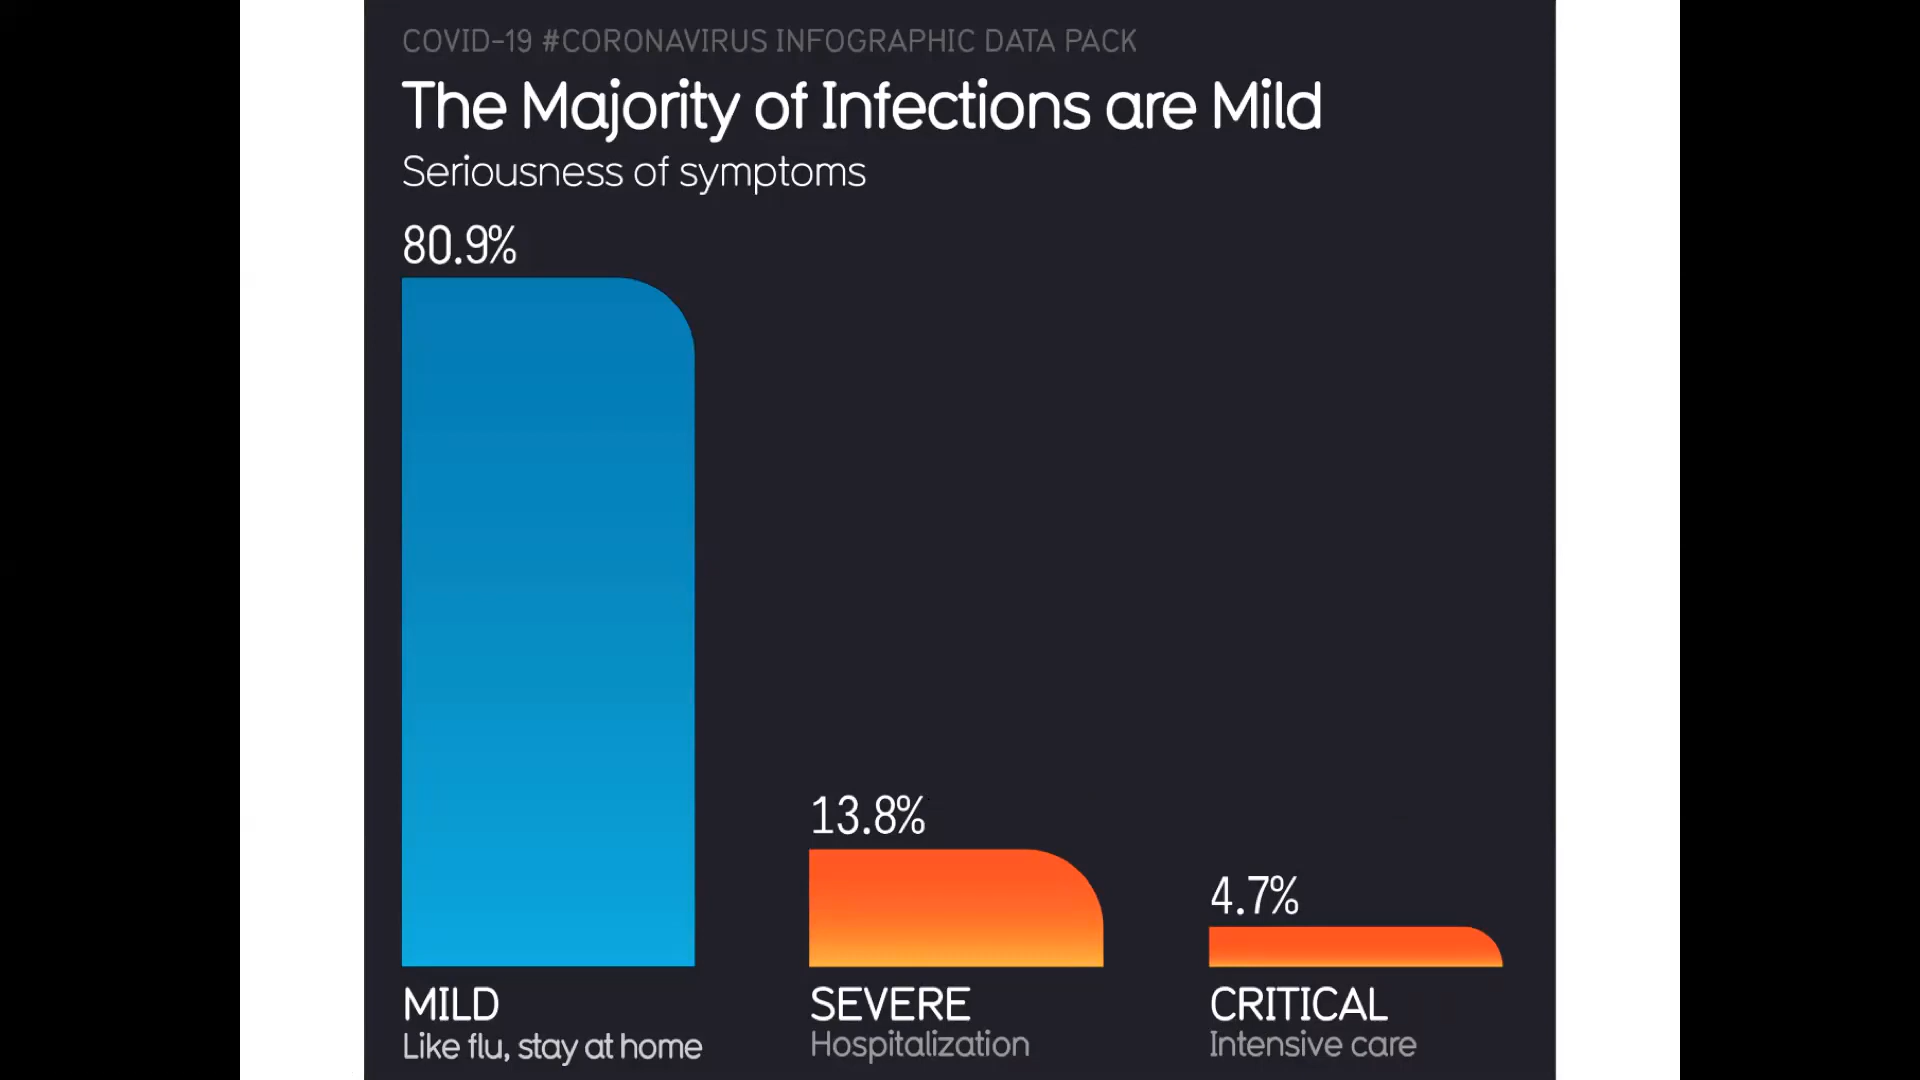 COVID-19 #CORONAVIRUS INFOGRAPHIC DATA PACK
The Majority of Infections are Mild
Seriousness of symptoms
80.9%
13.8%
4.7%
MILD
Like flu, stay at home
SEVERE
Hospitalization
CRITICAL
Intensive care